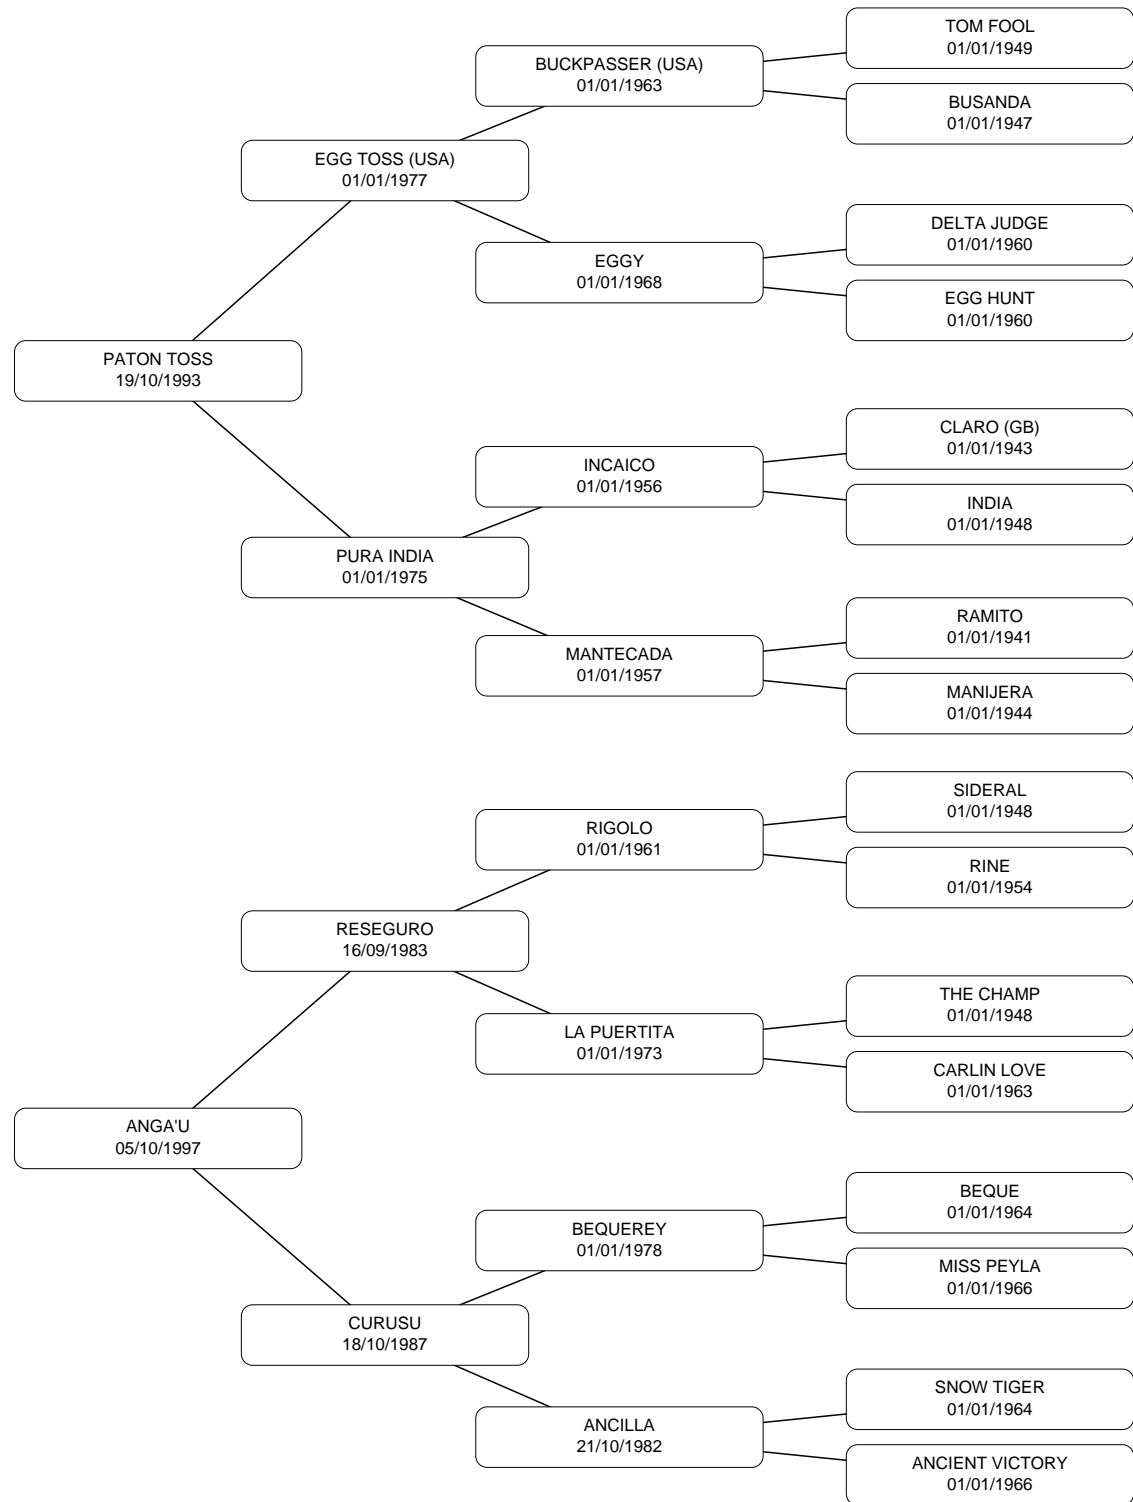 TOM FOOL
01/01/1949
BUCKPASSER (USA)
01/01/1963
BUSANDA
01/01/1947
EGG TOSS (USA)
01/01/1977
DELTA JUDGE
01/01/1960
EGGY
01/01/1968
EGG HUNT
01/01/1960
PATON TOSS
19/10/1993
CLARO (GB)
01/01/1943
INCAICO
01/01/1956
INDIA
01/01/1948
PURA INDIA
01/01/1975
RAMITO
01/01/1941
MANTECADA
01/01/1957
MANIJERA
01/01/1944
SIDERAL
01/01/1948
RIGOLO
01/01/1961
RINE
01/01/1954
RESEGURO
16/09/1983
THE CHAMP
01/01/1948
LA PUERTITA
01/01/1973
CARLIN LOVE
01/01/1963
ANGA'U
05/10/1997
BEQUE
01/01/1964
BEQUEREY
01/01/1978
MISS PEYLA
01/01/1966
CURUSU
18/10/1987
SNOW TIGER
01/01/1964
ANCILLA
21/10/1982
ANCIENT VICTORY
01/01/1966